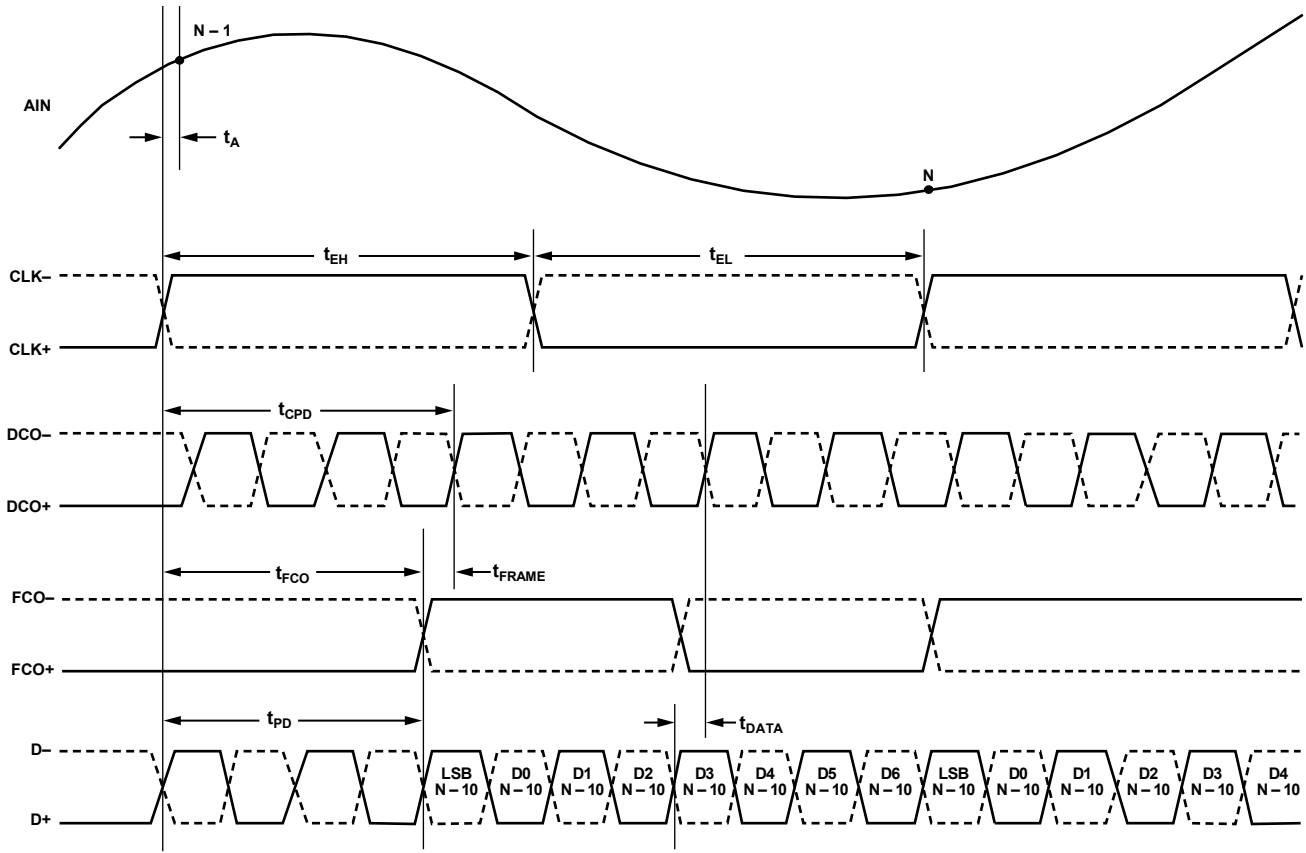 N – 1
AIN
tA
N
tEH
tEL
CLK–
CLK+
tCPD
DCO–
DCO+
tFCO
tFRAME
FCO–
FCO+
tPD
tDATA
D–
D+
LSB N – 10
D0 N – 10
D1 N – 10
D2 N – 10
D3 N – 10
D4 N – 10
D5 N – 10
D6 N – 10
LSB N – 10
D0 N – 10
D1 N – 10
D2 N – 10
D3 N – 10
D4 N – 10